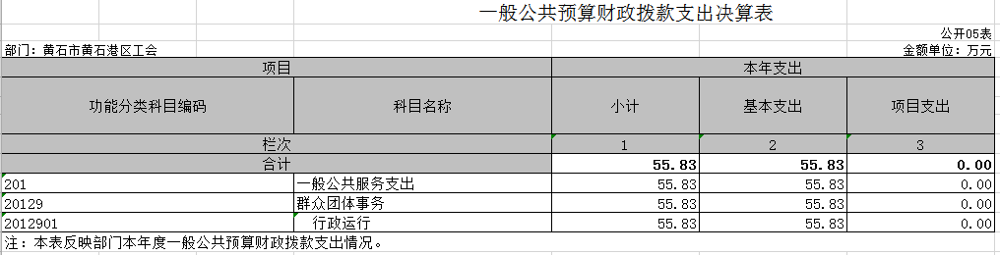 一般公共预算财政拨款支出决算表
公开05表
部门：黄石市黄石港区工会 金额单位：万元
项目 本年支出
功能分类科目编码 科目名称 小计 基本支出 项目支出
栏次 1 2 3
合计 55.83 55.83 0.00
201 一般公共服务支出 55.83 55.83 0.00
20129 群众团体事务 55.83 55.83 0.00
2012901 行政运行 55.83 55.83 0.00
注：本表反映部门本年度一般公共预算财政拨款支出情况。